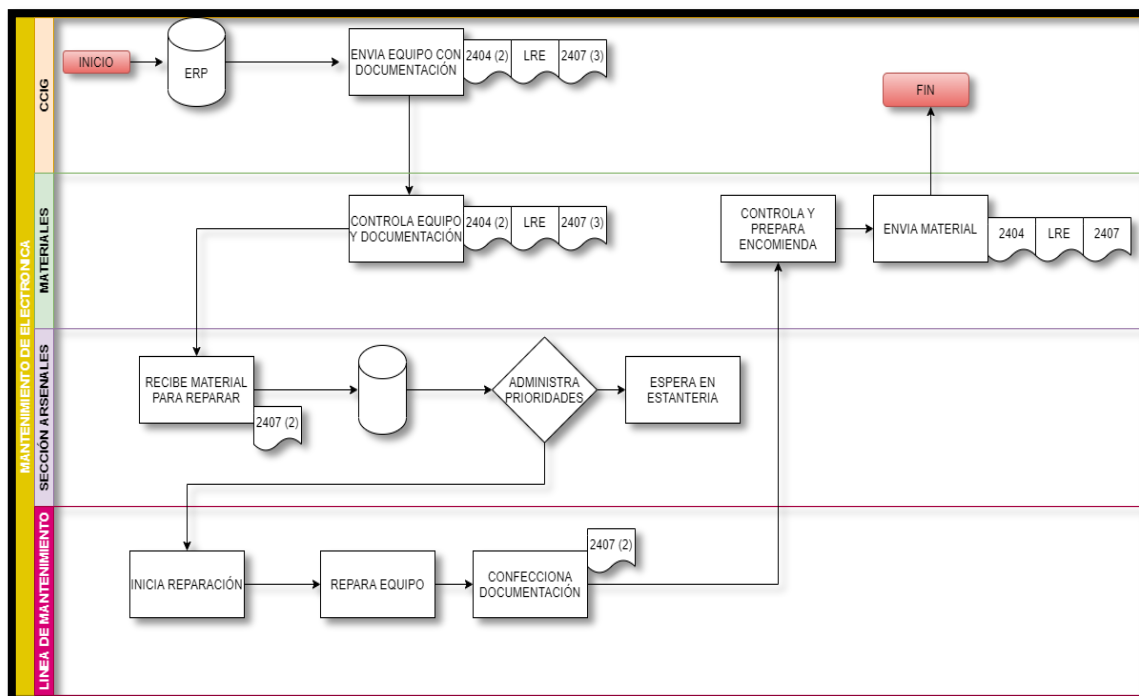 MANTENIMIENTO DE ELECTRONICA
CCIG
INICIO
ERP
ENVIA EQUIPO CON
DOCUMENTACIÓN
2404 (2)
LRE
2407 (3)
FIN
MATERIALES
CONTROLA EQUIPO
Y DOCUMENTACIÓN
2404 (2)
LRE
2407 (3)
CONTROLA Y
PREPARA
ENCOMIENDA
ENVIA MATERIAL
2404
LRE
2407
SECCIÓN ARSENALES
RECIBE MATERIAL
PARA REPARAR
2407 (2)
ADMINISTRA
PRIORIDADES
ESPERA EN
ESTANTERIA
LINEA DE MANTENIMIENTO
INICIA REPARACIÓN
REPARA EQUIPO
CONFECCIONA
DOCUMENTACIÓN
2407 (2)